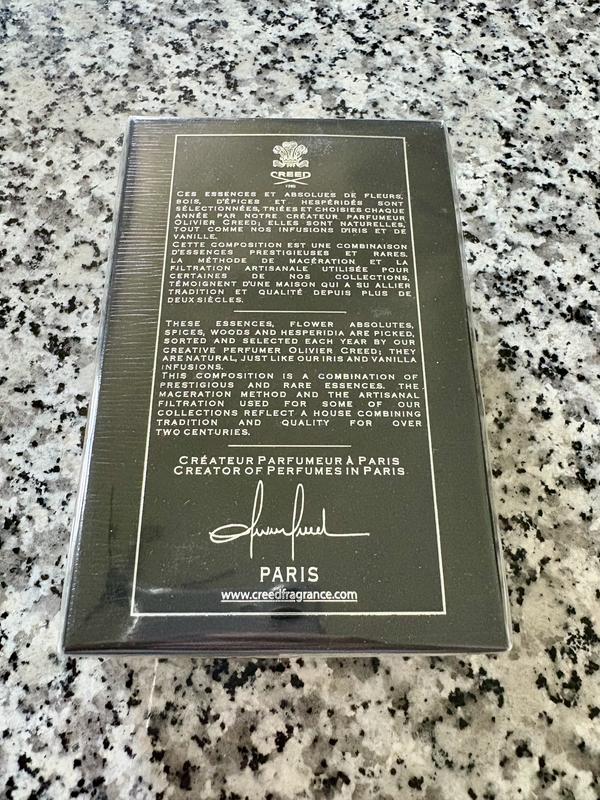 CREED
1760
CES ESSENCES ET ABSOLUES DE FLEURS,
BOIS, D'ÉPICES ET HESPÉRIDÉS SONT
SÉLECTIONNÉES, TRIÉES ET CHOISIES CHAQUE
ANNÉE PAR NOTRE CRÉATEUR PARFUMEUR
OLIVIER CREED; ELLES SONT NATURELLES,
TOUT COMME NOS INFUSIONS D'IRIS ET DE
VANILLE.
CETTE COMPOSITION EST UNE COMBINAISON
D'ESSENCES PRESTIGIEUSES ET RARES.
LA MÉTHODE DE MACÉRATION ET LA
FILTRATION ARTISANALE UTILISÉE POUR
CERTAINES DE NOS COLLECTIONS,
TÉMOIGNENT D'UNE MAISON QUI A SU ALLIER
TRADITION ET QUALITÉ DEPUIS PLUS DE
DEUX SIÈCLES.
THESE ESSENCES, FLOWER ABSOLUTES,
SPICES, WOODS AND HESPERIDIA ARE PICKED,
SORTED AND SELECTED EACH YEAR BY OUR
CREATIVE PERFUMER OLIVIER CREED; THEY
ARE NATURAL, JUST LIKE OUR IRIS AND VANILLA
INFUSIONS.
THIS COMPOSITION IS A COMBINATION OF
PRESTIGIOUS AND RARE ESSENCES. THE
MACERATION METHOD AND THE ARTISANAL
FILTRATION USED FOR SOME OF OUR
COLLECTIONS REFLECT A HOUSE COMBINING
TRADITION AND QUALITY FOR OVER
TWO CENTURIES.
CRÉATEUR PARFUMEUR À PARIS
CREATOR OF PERFUMES IN PARIS
Olivier Creed
PARIS
www.creedfragrance.com